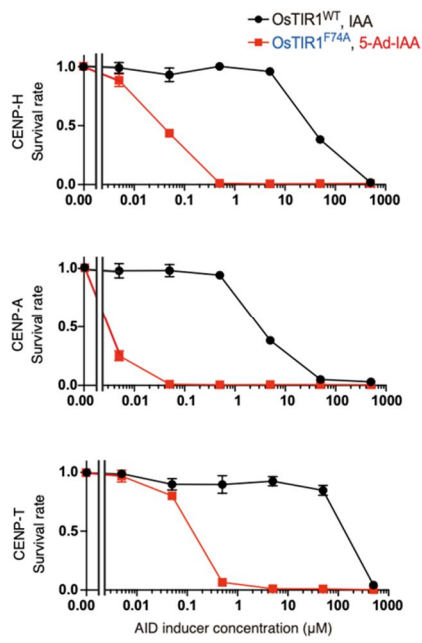 OsTIR1WT, IAA
OsTIR1F74A, 5-Ad-IAA
CENP-H
Survival rate
1.0
0.5
0.0
0.00 0.01 0.1 1 10 100 1000
CENP-A
Survival rate
1.0
0.5
0.0
0.00 0.01 0.1 1 10 100 1000
CENP-T
Survival rate
1.0
0.5
0.0
0.00 0.01 0.1 1 10 100 1000
AID inducer concentration (μM)